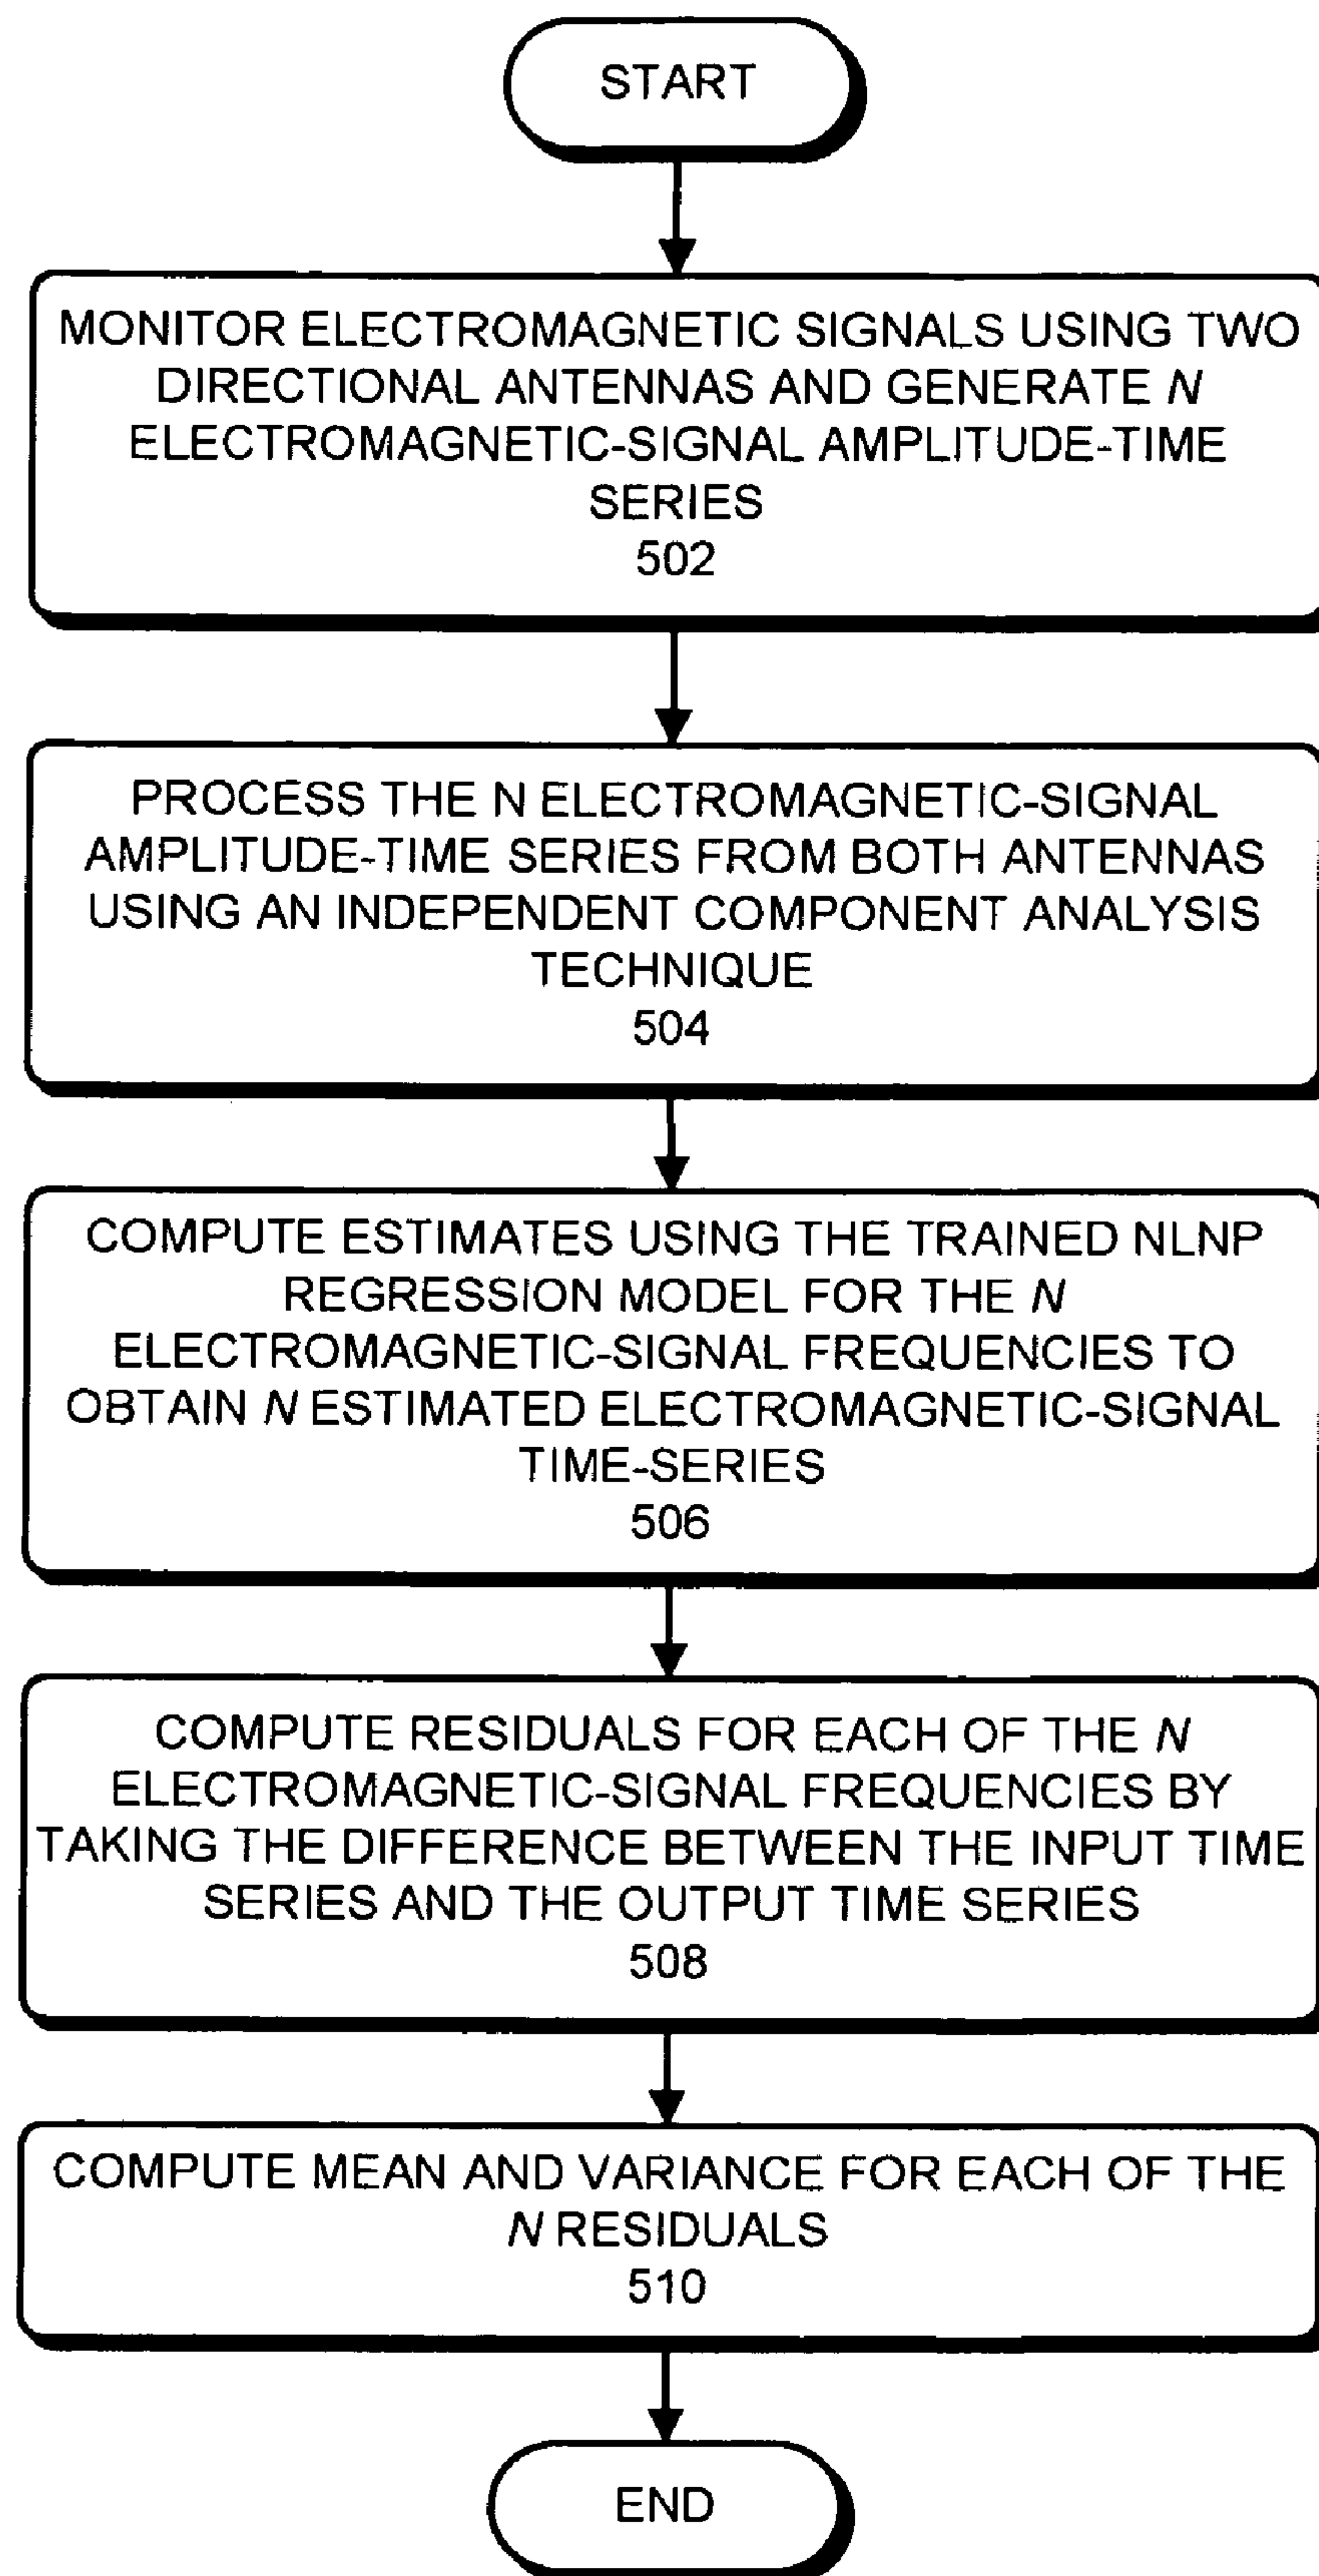 START
MONITOR ELECTROMAGNETIC SIGNALS USING TWO
DIRECTIONAL ANTENNAS AND GENERATE N
ELECTROMAGNETIC-SIGNAL AMPLITUDE-TIME
SERIES
502
PROCESS THE N ELECTROMAGNETIC-SIGNAL
AMPLITUDE-TIME SERIES FROM BOTH ANTENNAS
USING AN INDEPENDENT COMPONENT ANALYSIS
TECHNIQUE
504
COMPUTE ESTIMATES USING THE TRAINED NLNP
REGRESSION MODEL FOR THE N
ELECTROMAGNETIC-SIGNAL FREQUENCIES TO
OBTAIN N ESTIMATED ELECTROMAGNETIC-SIGNAL
TIME-SERIES
506
COMPUTE RESIDUALS FOR EACH OF THE N
ELECTROMAGNETIC-SIGNAL FREQUENCIES BY
TAKING THE DIFFERENCE BETWEEN THE INPUT TIME
SERIES AND THE OUTPUT TIME SERIES
508
COMPUTE MEAN AND VARIANCE FOR EACH OF THE
N RESIDUALS
510
END